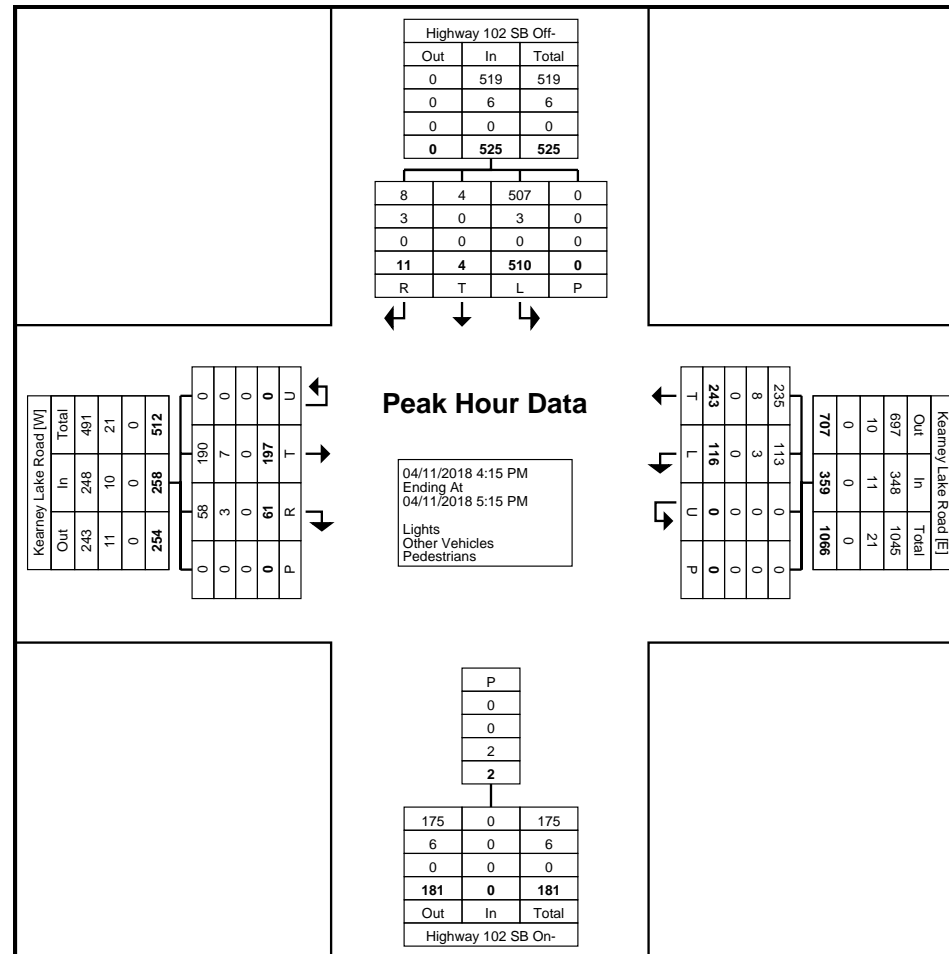 Highway 102 SB Off-
Out In Total
0 519 519
0 6 6
0 0 0
0 525 525
8 4 507 0
3 0 3 0
0 0 0 0
11 4 510 0
R T L P
Kearney Lake Road [W]
Out In Total
243 248 491
11 10 21
0 0 0
254 258 512
0 190 58 0
0 7 3 0
0 0 0 0
0 197 61 0
U T R P
Peak Hour Data
04/11/2018 4:15 PM
Ending At
04/11/2018 5:15 PM
Lights
Other Vehicles
Pedestrians
Kearney Lake Road [E]
Out In Total
697 348 1045
10 11 21
0 0 0
707 359 1066
235 113 0 0
8 3 0 0
0 0 0 0
243 116 0 0
T L U P
P
0
0
2
2
175 0 175
6 0 6
0 0 0
181 0 181
Out In Total
Highway 102 SB On-